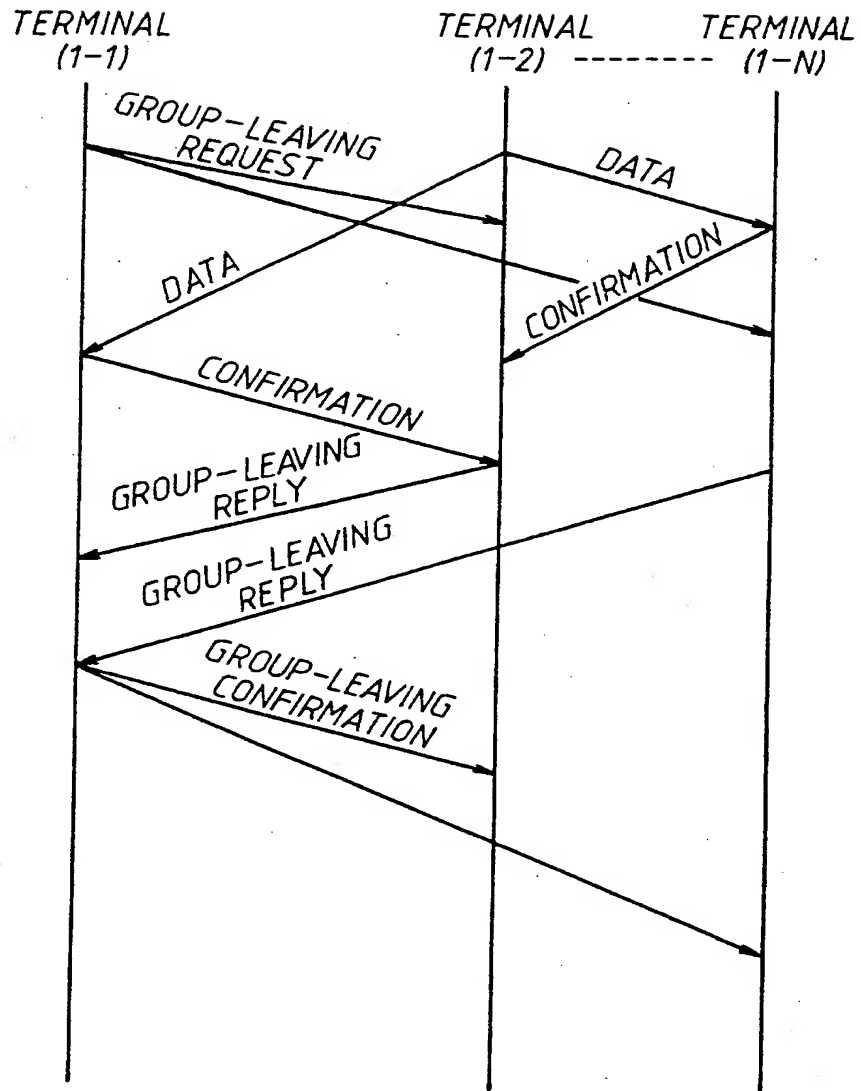 TERMINAL
(1-1)
TERMINAL
(1-2)
--------
TERMINAL
(1-N)
GROUP-LEAVING
REQUEST
DATA
DATA
CONFIRMATION
CONFIRMATION
GROUP-LEAVING
REPLY
GROUP-LEAVING
REPLY
GROUP-LEAVING
CONFIRMATION